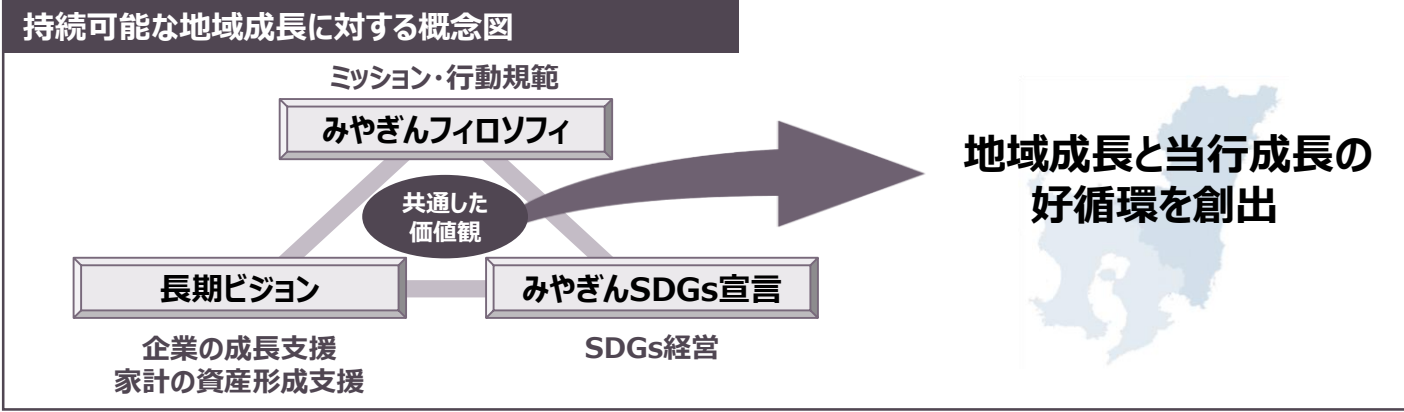 持続可能な地域成長に対する概念図
ミッション・行動規範
みやぎんフィロソフィ
共通した
価値観
長期ビジョン
みやぎんSDGs宣言
企業の成長支援
家計の資産形成支援
SDGs経営
地域成長と当行成長の
好循環を創出